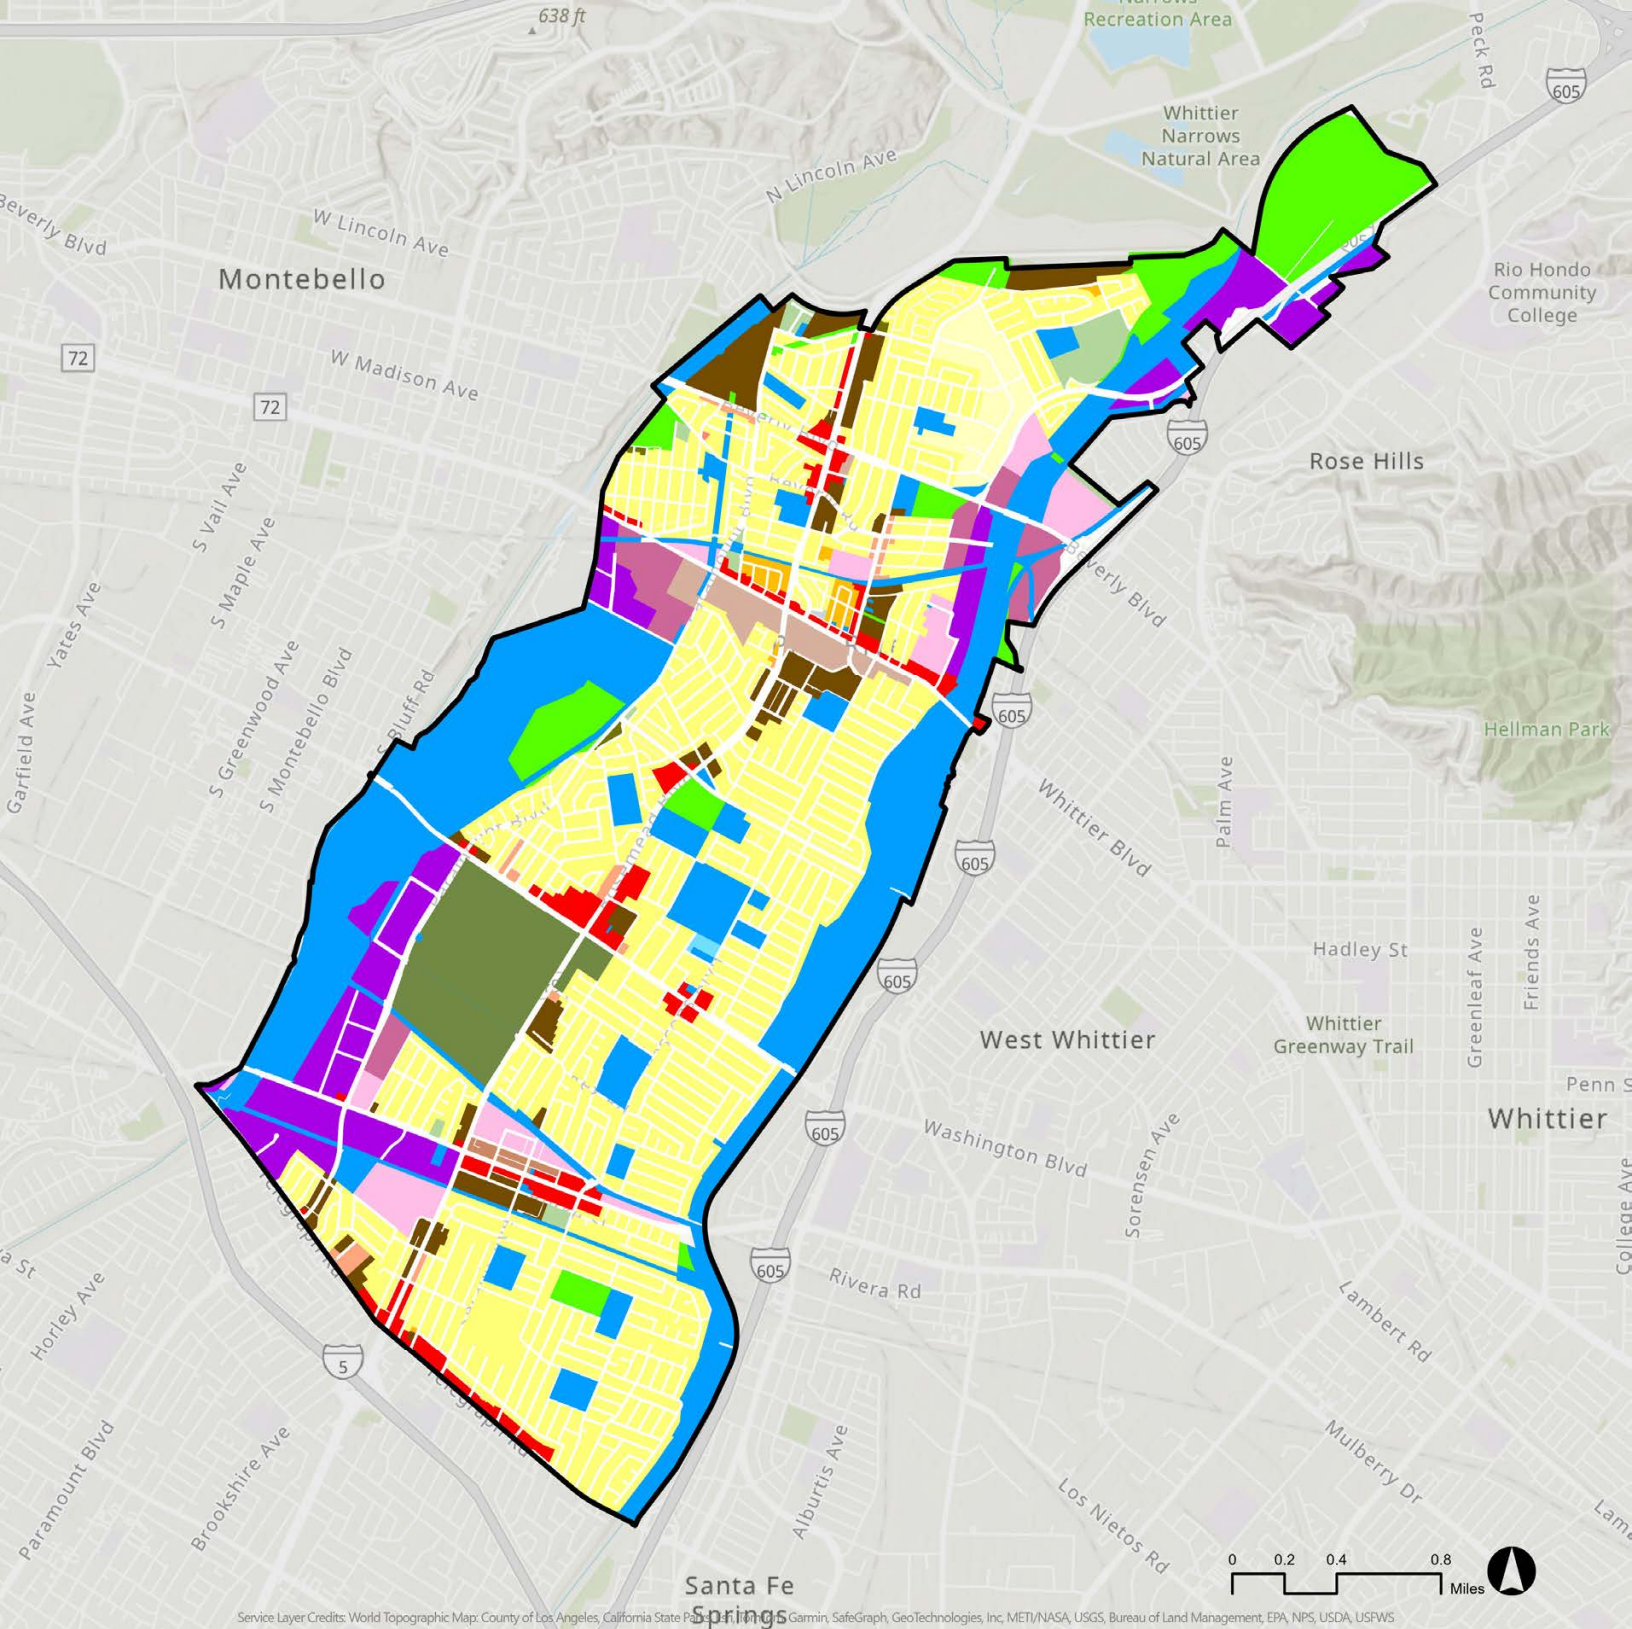 638 ft
Narrows
Recreation Area
Peck Rd
605
Whittier
Narrows
Natural Area
N Lincoln Ave
Beverly Blvd
W Lincoln Ave
Montebello
605
Rio Hondo
Community
College
72
W Madison Ave
72
605
Rose Hills
S Vail Ave
S Maple Ave
Yates Ave
Beverly Blvd
S Greenwood Ave
S Montebello Blvd
S Bluff Rd
Garfield Ave
605
Hellman Park
Palm Ave
Whittier Blvd
605
Hadley St
Greenleaf Ave
Friends Ave
605
West Whittier
Whittier
Greenway Trail
Penn S
Whittier
605
Washington Blvd
Sorensen Ave
College Ave
605
Rivera Rd
Lambert Rd
Horley Ave
5
Telegraph Rd
Paramount Blvd
Brookshire Ave
Alburtis Ave
Los Nietos Rd
Mulberry Dr
0 0.2 0.4 0.8
Miles
Santa Fe
Springs